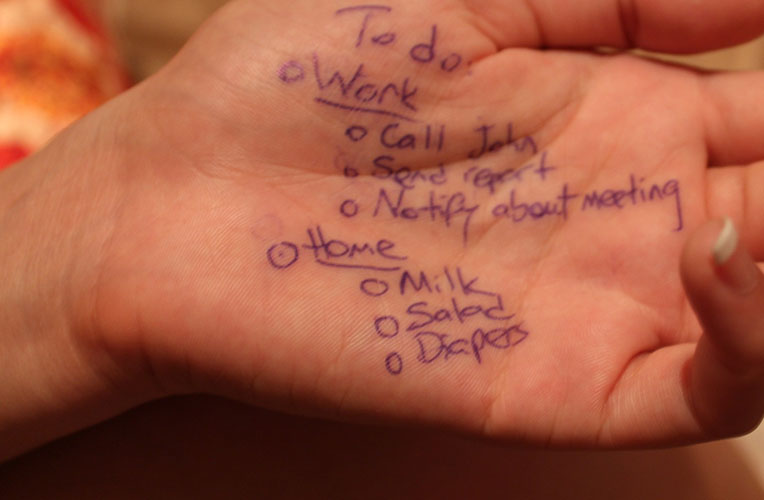 To do:
Work
Call John
Send report
Notify about meeting
Home
Milk
Salad
Diapers